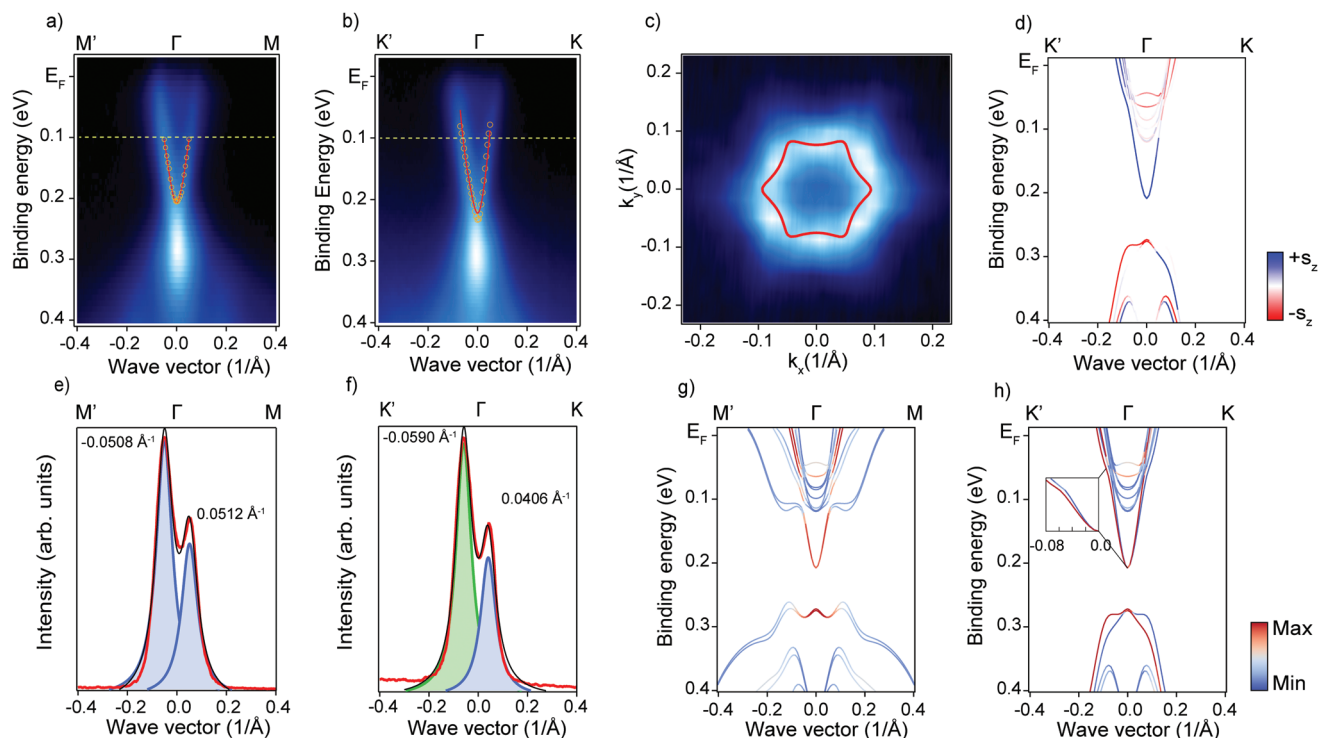 a)
M' Γ M
E_F
0.1
0.2
0.3
0.4
Binding energy (eV)
-0.4 -0.2 0.0 0.2 0.4
Wave vector (1/Å)
b)
K' Γ K
E_F
0.1
0.2
0.3
0.4
Binding Energy (eV)
-0.4 -0.2 0.0 0.2 0.4
Wave vector (1/Å)
c)
0.2
0.1
0.0
-0.1
-0.2
k_y(1/Å)
-0.2 -0.1 0.0 0.1 0.2
k_x(1/Å)
d)
K' Γ K
E_F
0.1
0.2
0.3
0.4
Binding energy (eV)
-0.4 -0.2 0.0 0.2 0.4
Wave vector (1/Å)
+s_z
-s_z
e)
M' Γ M
-0.0508 Å⁻¹
0.0512 Å⁻¹
Intensity (arb. units)
-0.4 -0.2 0.0 0.2 0.4
Wave vector (1/Å)
f)
K' Γ K
-0.0590 Å⁻¹
0.0406 Å⁻¹
Intensity (arb. units)
-0.4 -0.2 0.0 0.2 0.4
Wave vector (1/Å)
g)
M' Γ M
E_F
0.1
0.2
0.3
0.4
Binding energy (eV)
-0.4 -0.2 0.0 0.2 0.4
Wave vector (1/Å)
h)
K' Γ K
E_F
0.1
0.2
0.3
0.4
Binding energy (eV)
-0.08 0.0
-0.4 -0.2 0.0 0.2 0.4
Wave vector (1/Å)
Max
Min